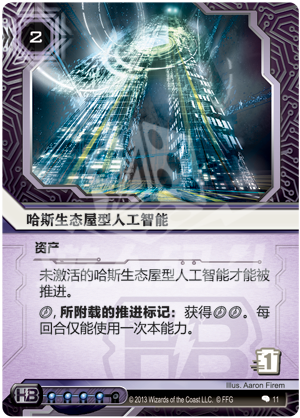 2
哈斯生态屋型人工智能
资产
未激活的哈斯生态屋型人工智能才能被
推进。
所附载的推进标记：获得。每
回合仅能使用一次本能力。
1
Illus. Aaron Firem
HB
© 2013 Wizards of the Coast LLC. © FFG
11